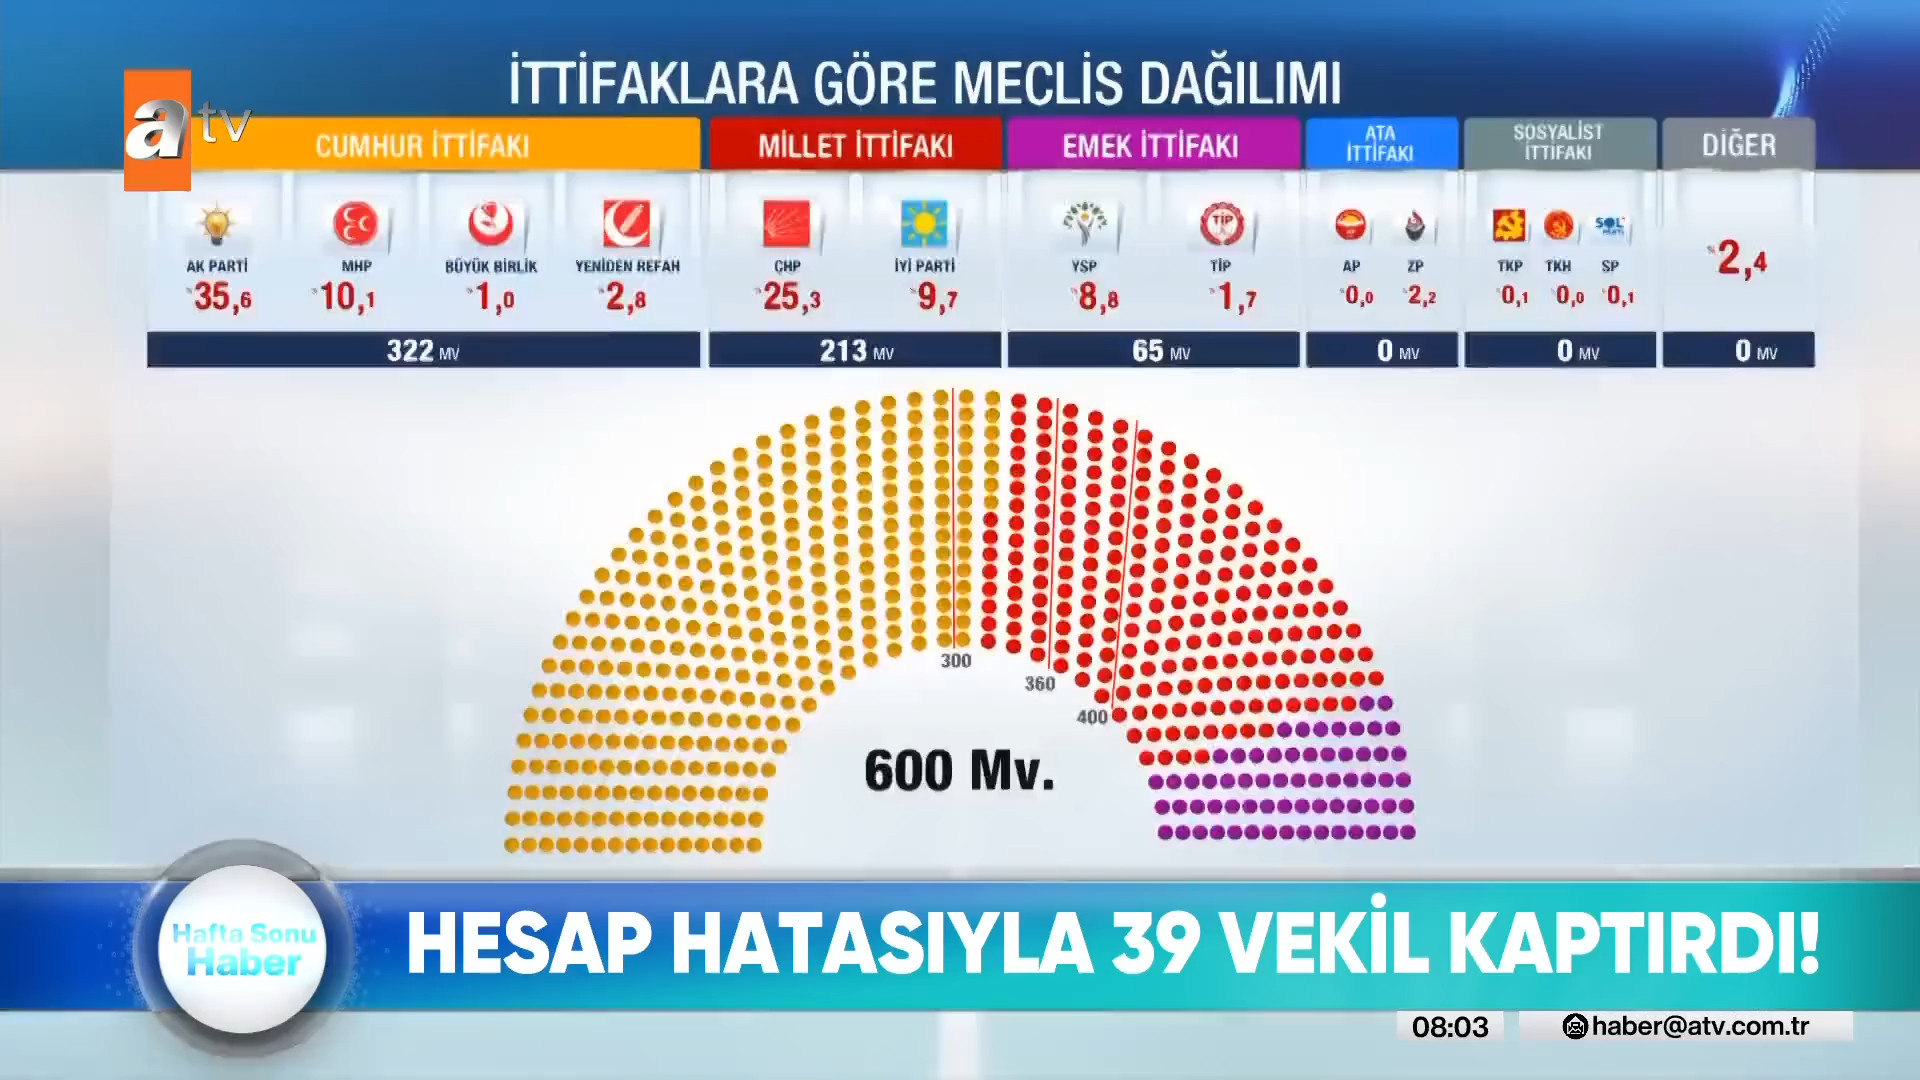 İTTİFAKLARA GÖRE MECLİS DAĞILIMI
atv
CUMHUR İTTİFAKI
MİLLET İTTİFAKI
EMEK İTTİFAKI
ATA
İTTİFAKI
SOSYALİST
İTTİFAKI
DİĞER
TİP
SOL
AK PARTİ
MHP
BÜYÜK BİRLİK
YENİDEN REFAH
CHP
İYİ PARTİ
YSP
TİP
AP
ZP
TKP
TKH
SP
%35,6
%10,1
%1,0
%2,8
%25,3
%9,7
%8,8
%1,7
%0,0
%2,2
%0,1
%0,0
%0,1
%2,4
322 MV
213 MV
65 MV
0 MV
0 MV
0 MV
300
360
400
600 Mv.
Hafta Sonu
Haber
HESAP HATASIYLA 39 VEKİL KAPTIRDI!
08:03
haber@atv.com.tr